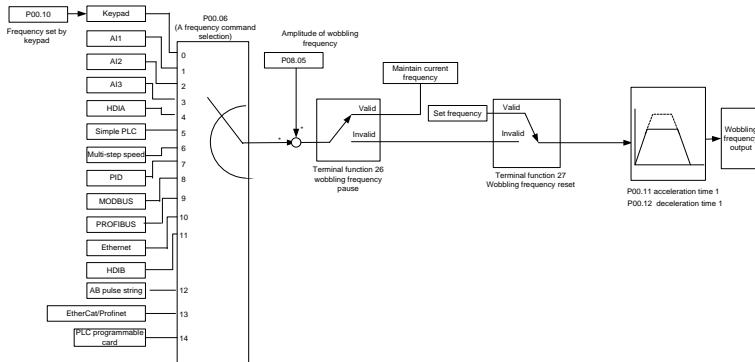 P00.10
Frequency set by
keypad
Keypad
AI1
AI2
AI3
HDIA
Simple PLC
Multi-step speed
PID
MODBUS
PROFIBUS
Ethernet
HDIB
AB pulse string
EtherCat/Profinet
PLC programmable
card
P00.06
(A frequency command
selection)
0
1
2
3
4
5
6
7
8
9
10
11
12
13
14
Amplitude of wobbling
frequency
P08.05
+
+
Maintain current
frequency
Valid
Invalid
Terminal function 26
wobbling frequency
pause
Set frequency
Valid
Invalid
Terminal function 27
Wobbling frequency reset
P00.11 acceleration time 1
P00.12 deceleration time 1
Wobbling
frequency
output